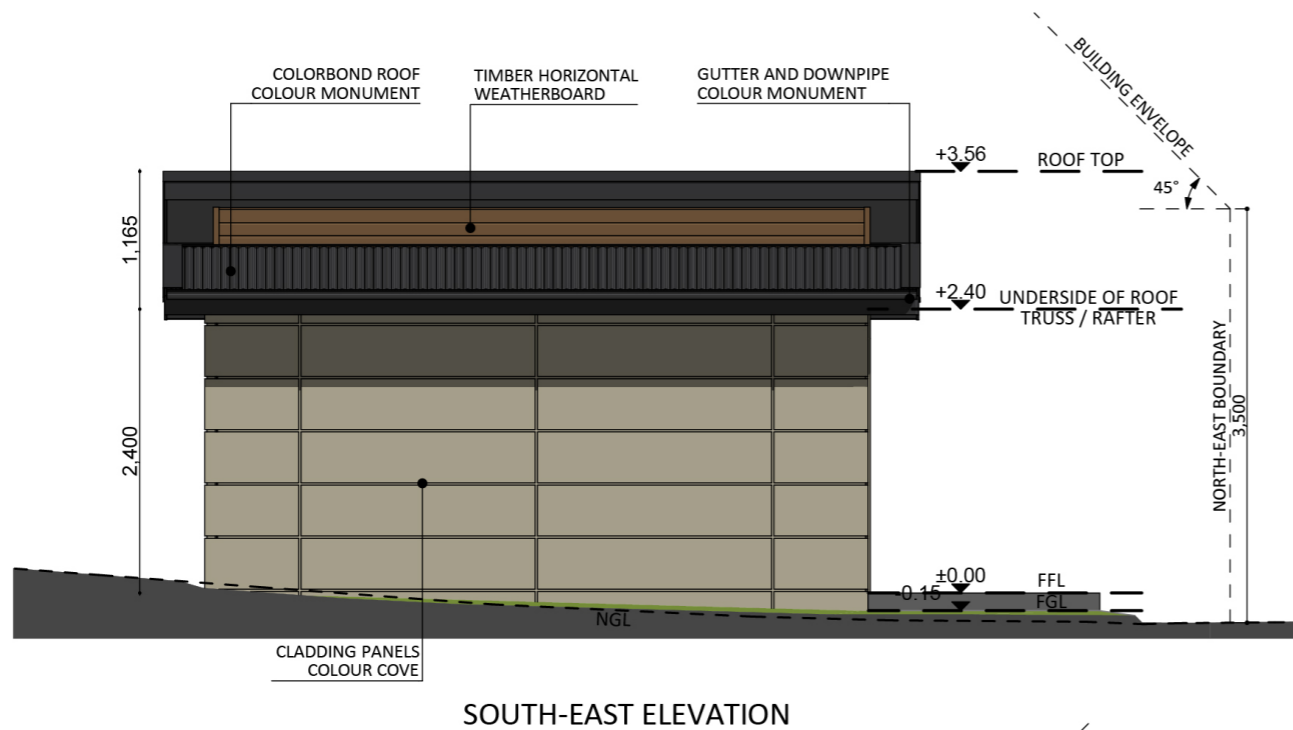 COLORBOND ROOF
COLOUR MONUMENT
TIMBER HORIZONTAL
WEATHERBOARD
GUTTER AND DOWNPIPE
COLOUR MONUMENT
BUILDING ENVELOPE
+3.56
ROOF TOP
45°
1,165
+2.40
UNDERSIDE OF ROOF
TRUSS / RAFTER
2,400
NORTH-EAST BOUNDARY
3,500
±0.00
FFL
-0.15
FGL
NGL
CLADDING PANELS
COLOUR COVE
SOUTH-EAST ELEVATION